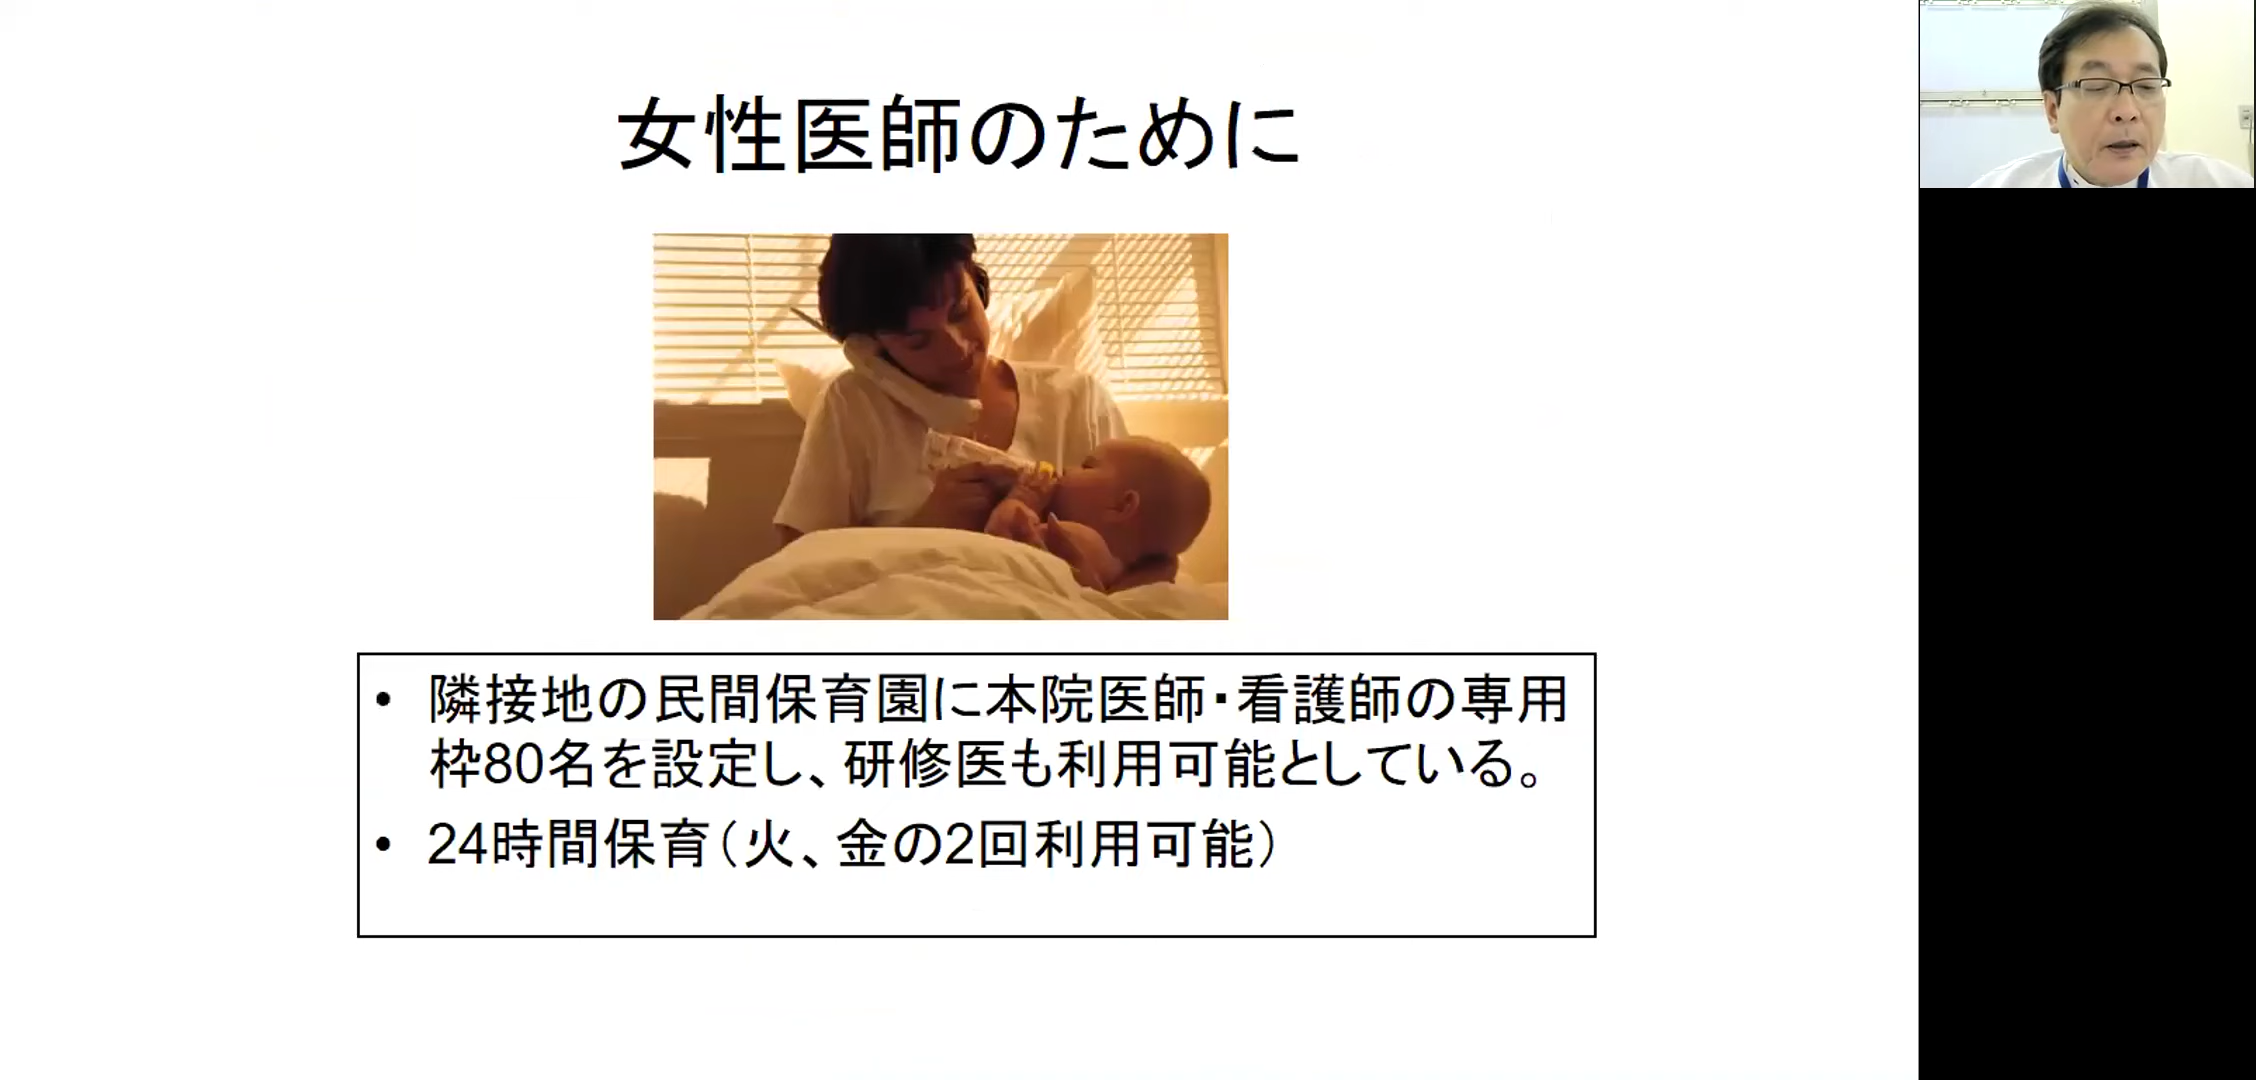 女性医師のために
• 隣接地の民間保育園に本院医師・看護師の専用
枠80名を設定し、研修医も利用可能としている。
• 24時間保育（火、金の2回利用可能）